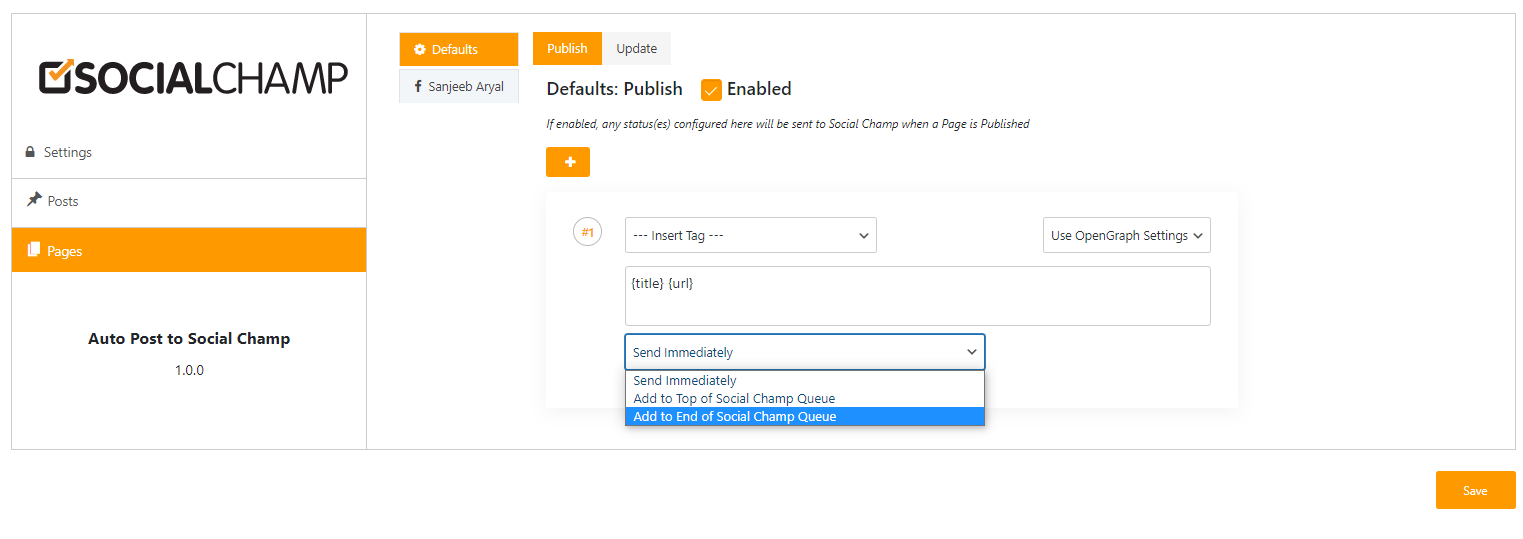 SOCIALCHAMP
Settings
Posts
Pages
Auto Post to Social Champ
1.0.0
Defaults
Sanjeeb Aryal
Publish
Update
Defaults: Publish
Enabled
If enabled, any status(es) configured here will be sent to Social Champ when a Page is Published
+
#1
--- Insert Tag ---
Use OpenGraph Settings
{title} {url}
Send Immediately
Send Immediately
Add to Top of Social Champ Queue
Add to End of Social Champ Queue
Save